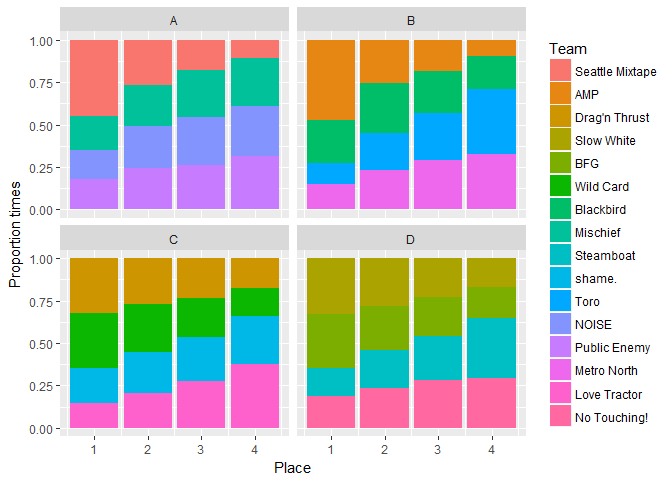 A
B
1.00
0.75
0.50
0.25
0.00
C
D
1.00
0.75
0.50
0.25
0.00
1
2
3
4
1
2
3
4
Place
Proportion times
Team
Seattle Mixtape
AMP
Drag'n Thrust
Slow White
BFG
Wild Card
Blackbird
Mischief
Steamboat
shame.
Toro
NOISE
Public Enemy
Metro North
Love Tractor
No Touching!